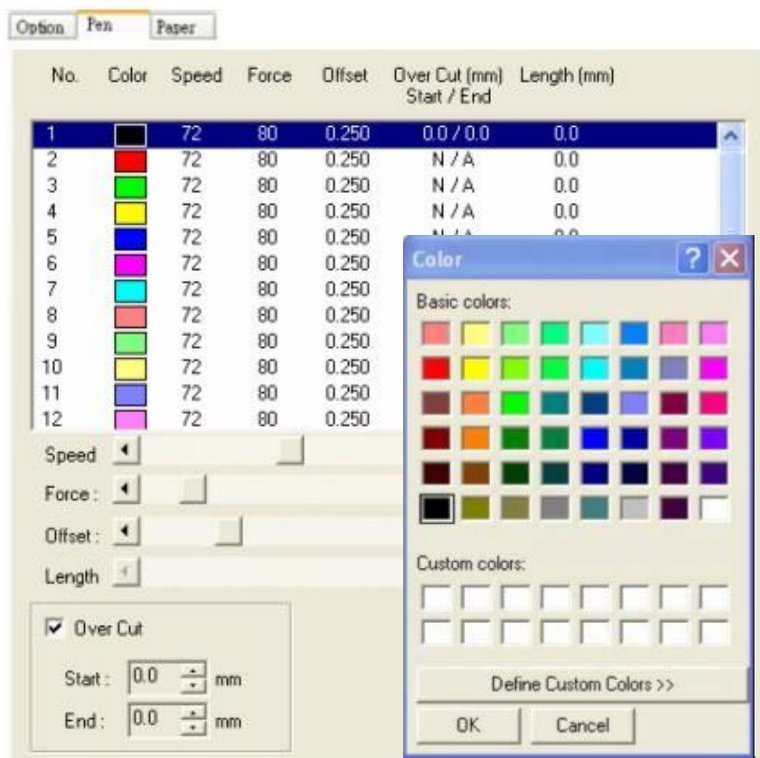 Option Pen Paper
No. Color Speed Force Offset Over Cut (mm) Length (mm)
Start / End
1 72 80 0.250 0.0 / 0.0 0.0
2 72 80 0.250 N / A 0.0
3 72 80 0.250 N / A 0.0
4 72 80 0.250 N / A 0.0
5 72 80 0.250 N / A 0.0
6 72 80 0.250
7 72 80 0.250
8 72 80 0.250
9 72 80 0.250
10 72 80 0.250
11 72 80 0.250
12 72 80 0.250
Speed
Force :
Offset :
Length
Over Cut
Start : 0.0 mm
End : 0.0 mm
Color ?
Basic colors:
Custom colors:
Define Custom Colors >>
OK Cancel